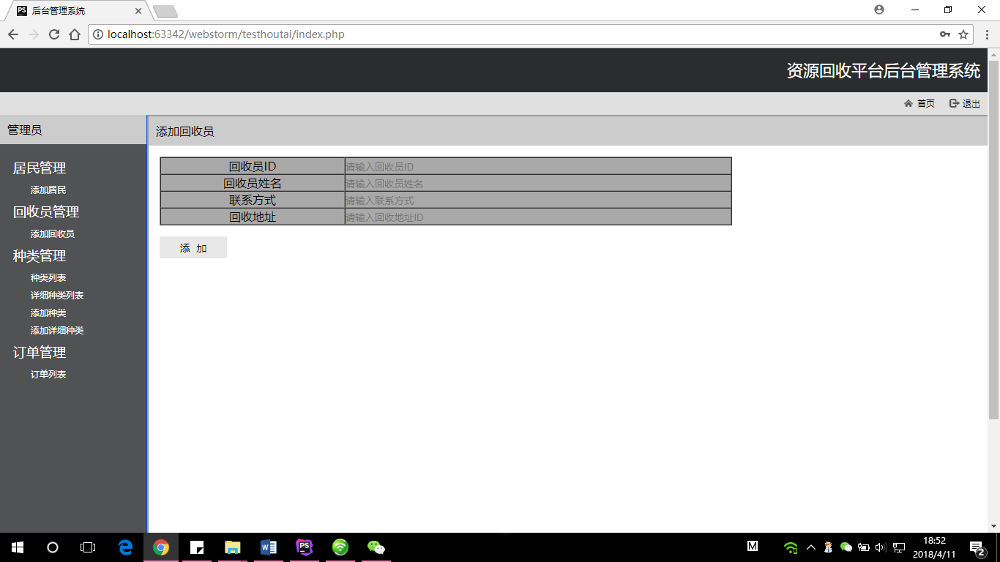 后台管理系统
localhost:63342/webstorm/testhoutai/index.php
资源回收平台后台管理系统
首页 退出
管理员
添加回收员
居民管理
添加居民
回收员管理
添加回收员
种类管理
种类列表
详细种类列表
添加种类
添加详细种类
订单管理
订单列表
回收员ID 请输入回收员ID
回收员姓名 请输入回收员姓名
联系方式 请输入联系方式
回收地址 请输入回收地址ID
添 加
18:52
2018/4/11
2